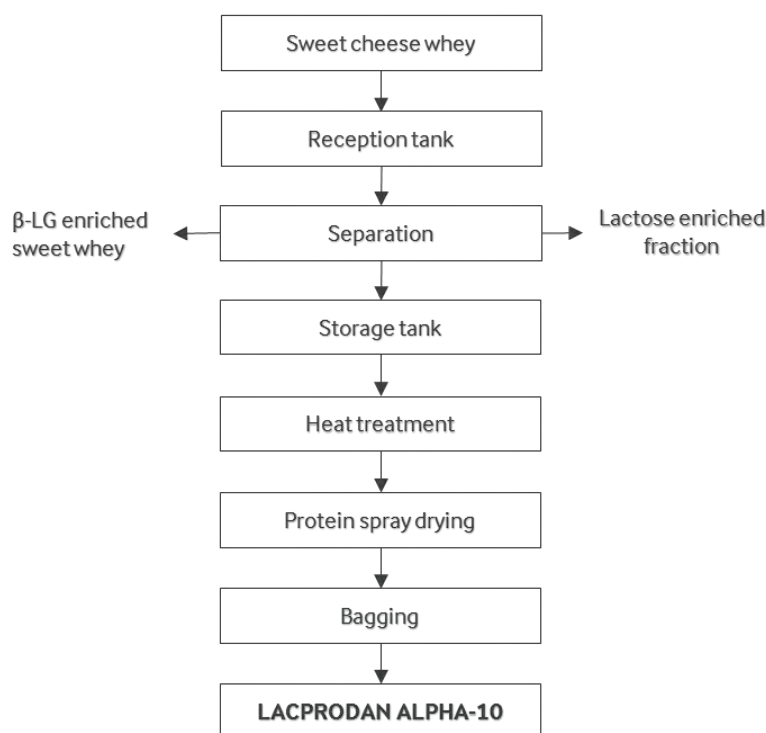 Sweet cheese whey
Reception tank
β-LG enriched
sweet whey
Separation
Lactose enriched
fraction
Storage tank
Heat treatment
Protein spray drying
Bagging
LACPRODAN ALPHA-10